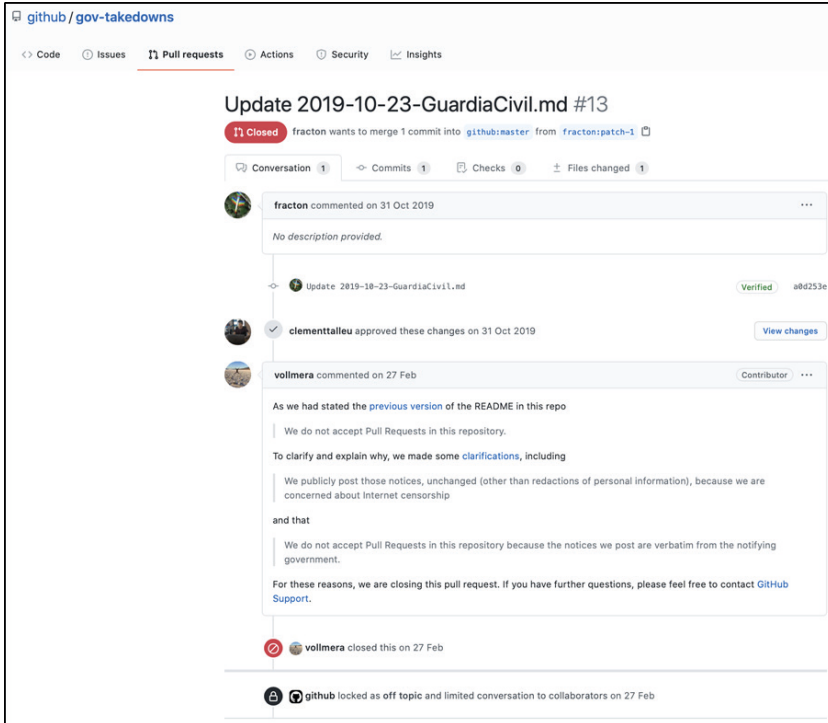 github / gov-takedowns
Code Issues Pull requests Actions Security Insights
Update 2019-10-23-GuardiaCivil.md #13
Closed fracton wants to merge 1 commit into github:master from fracton:patch-1
Conversation 1 Commits 1 Checks 0 Files changed 1
fracton commented on 31 Oct 2019 ...
No description provided.
Update 2019-10-23-GuardiaCivil.md Verified a0d253e
clementtalleu approved these changes on 31 Oct 2019 View changes
vollmera commented on 27 Feb Contributor ...
As we had stated the previous version of the README in this repo
We do not accept Pull Requests in this repository.
To clarify and explain why, we made some clarifications, including
We publicly post those notices, unchanged (other than redactions of personal information), because we are
concerned about Internet censorship
and that
We do not accept Pull Requests in this repository because the notices we post are verbatim from the notifying
government.
For these reasons, we are closing this pull request. If you have further questions, please feel free to contact GitHub
Support.
vollmera closed this on 27 Feb
github locked as off topic and limited conversation to collaborators on 27 Feb